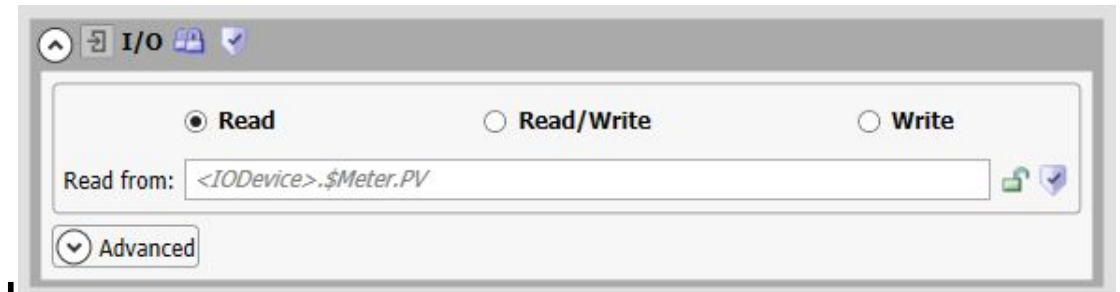 I/O
Read Read/Write Write
Read from: <IODevice>.$Meter.PV
Advanced